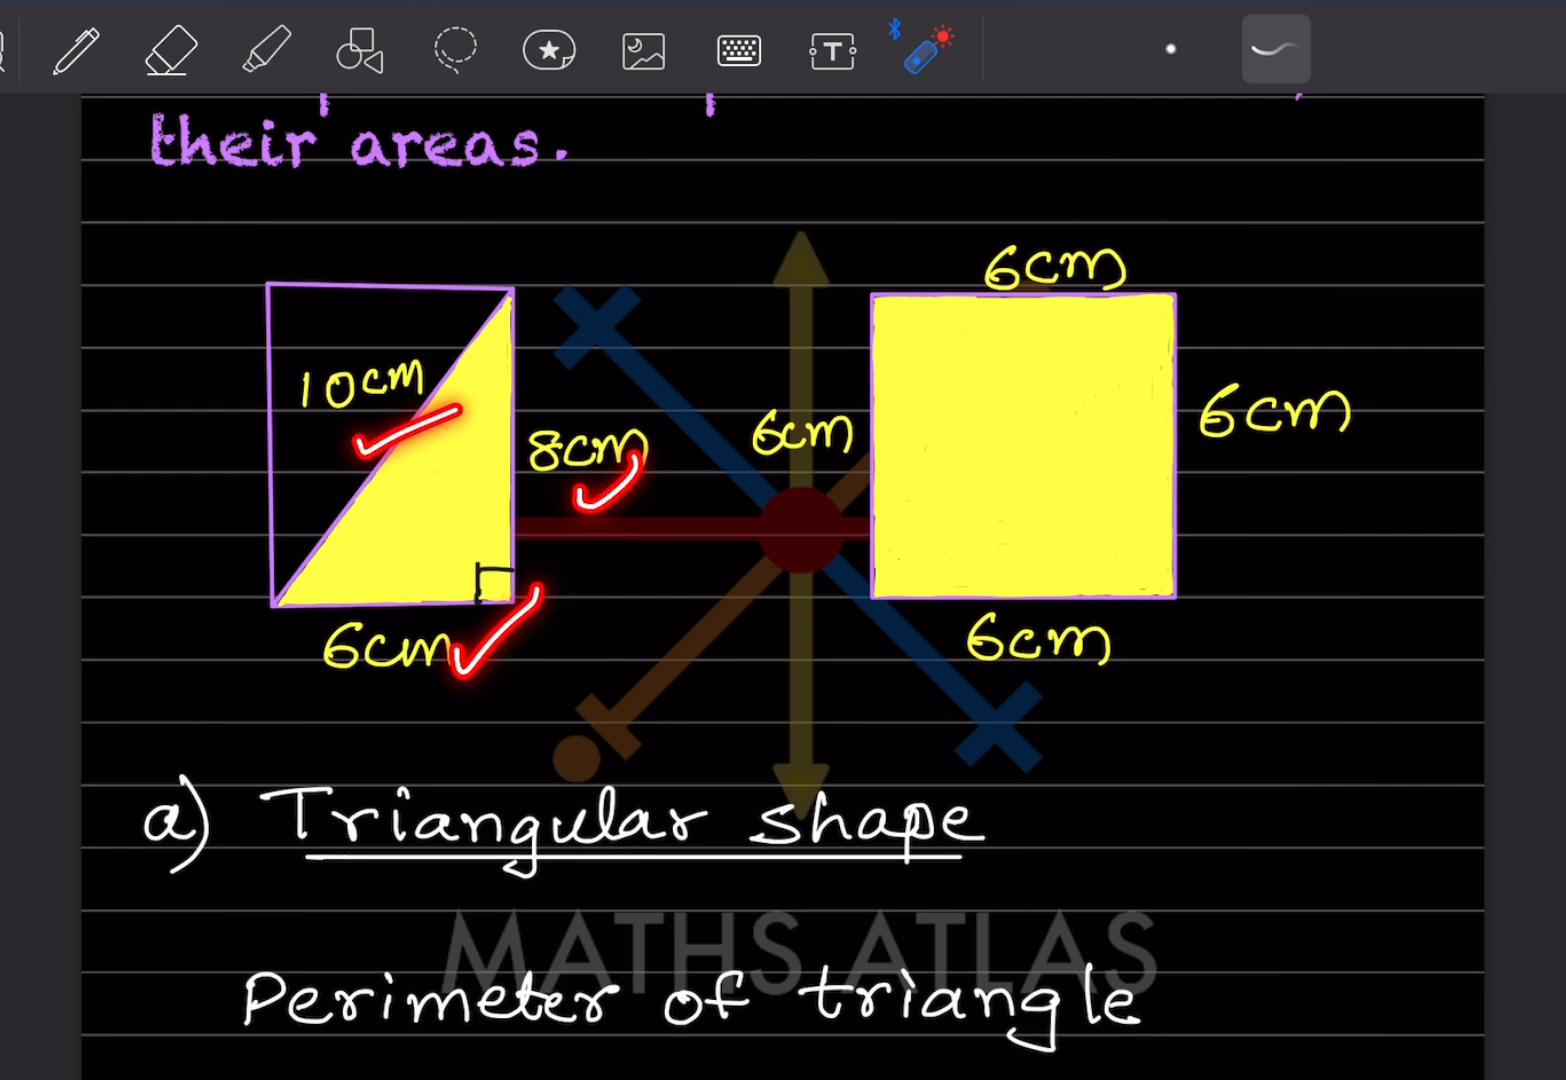 their areas.
6cm
10cm
8cm
6cm
6cm
6cm
6cm
a) Triangular shape
MATHS ATLAS
Perimeter of triangle